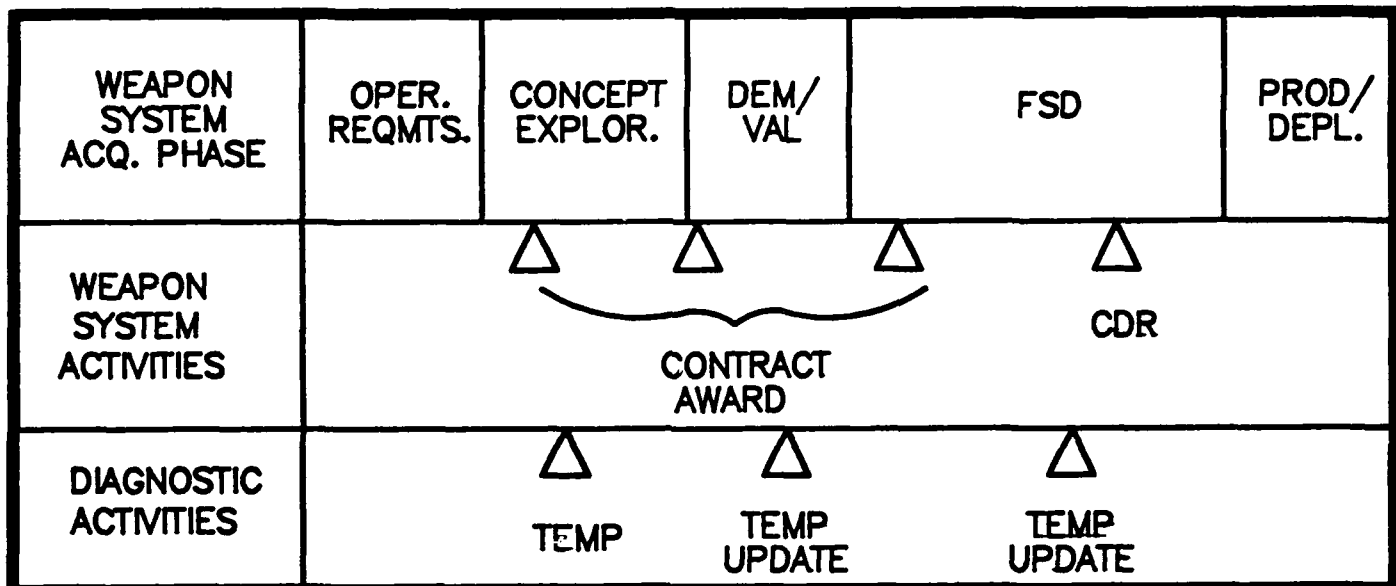 WEAPON
SYSTEM
ACQ. PHASE
OPER.
REQMTS.
CONCEPT
EXPLOR.
DEM/
VAL
FSD
PROD/
DEPL.
WEAPON
SYSTEM
ACTIVITIES
CONTRACT
AWARD
CDR
DIAGNOSTIC
ACTIVITIES
TEMP
TEMP
UPDATE
TEMP
UPDATE